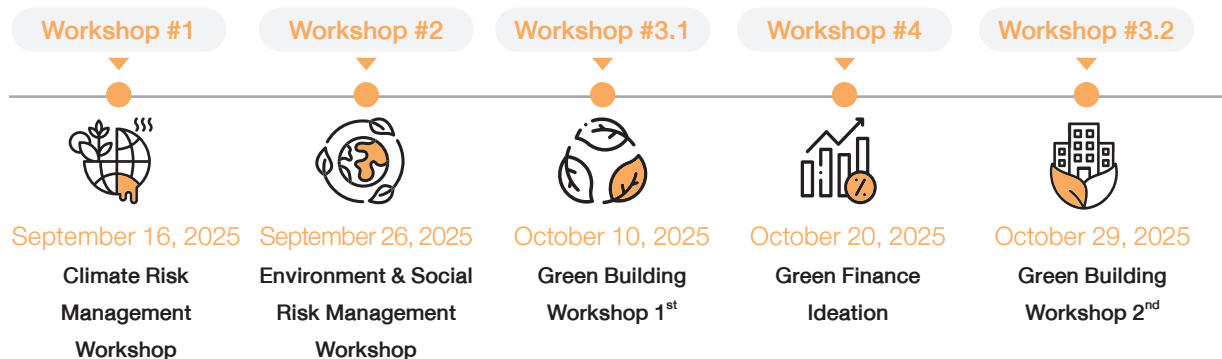 Workshop #1
Workshop #2
Workshop #3.1
Workshop #4
Workshop #3.2
%
September 16, 2025
Climate Risk
Management
Workshop
September 26, 2025
Environment & Social
Risk Management
Workshop
October 10, 2025
Green Building
Workshop 1st
October 20, 2025
Green Finance
Ideation
October 29, 2025
Green Building
Workshop 2nd